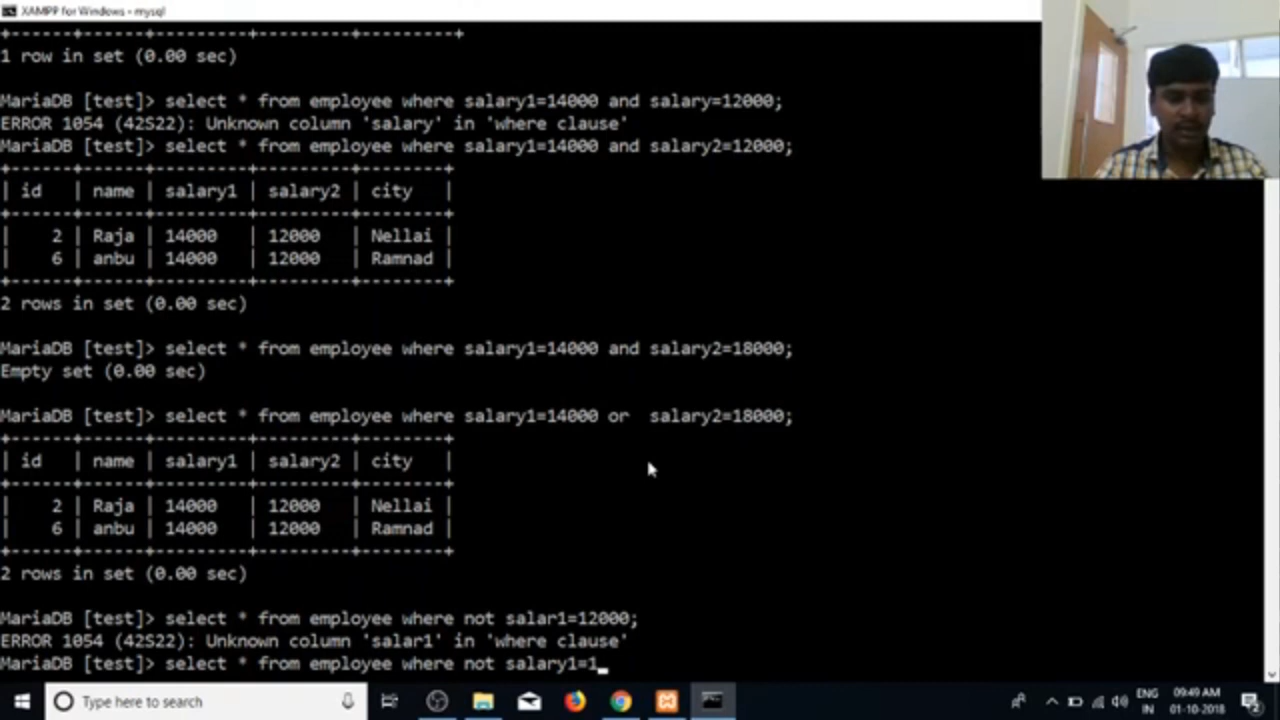 XAMPP for Windows - mysql
+------+------+---------+---------+---------+
1 row in set (0.00 sec)
MariaDB [test]> select * from employee where salary1=14000 and salary=12000;
ERROR 1054 (42S22): Unknown column 'salary' in 'where clause'
MariaDB [test]> select * from employee where salary1=14000 and salary2=12000;
+------+------+---------+---------+--------+
| id   | name | salary1 | salary2 | city   |
+------+------+---------+---------+--------+
|    2 | Raja | 14000   | 12000   | Nellai |
|    6 | anbu | 14000   | 12000   | Ramnad |
+------+------+---------+---------+--------+
2 rows in set (0.00 sec)
MariaDB [test]> select * from employee where salary1=14000 and salary2=18000;
Empty set (0.00 sec)
MariaDB [test]> select * from employee where salary1=14000 or  salary2=18000;
+------+------+---------+---------+--------+
| id   | name | salary1 | salary2 | city   |
+------+------+---------+---------+--------+
|    2 | Raja | 14000   | 12000   | Nellai |
|    6 | anbu | 14000   | 12000   | Ramnad |
+------+------+---------+---------+--------+
2 rows in set (0.00 sec)
MariaDB [test]> select * from employee where not salar1=12000;
ERROR 1054 (42S22): Unknown column 'salar1' in 'where clause'
MariaDB [test]> select * from employee where not salary1=1_
Type here to search
ENG
IN
09:49 AM
01-10-2018
2